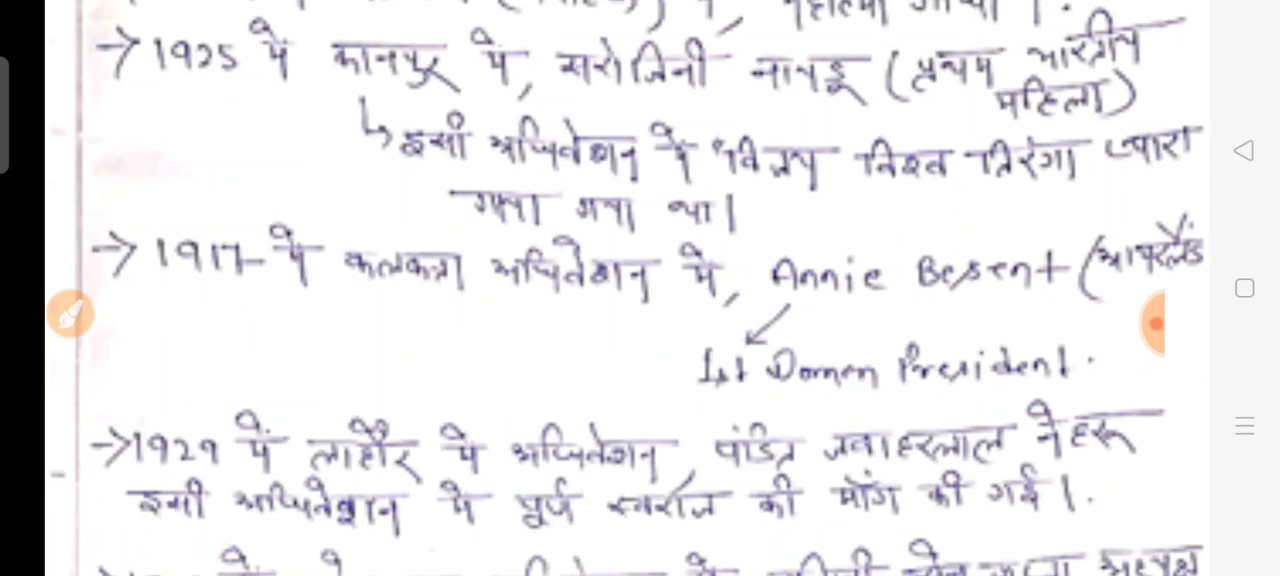 में, महात्मा गांधी ।
→ 1925 में कानपुर में, सरोजिनी नायडू (प्रथम भारतीय
महिला)
↳ इसी अधिवेशन में "विजय विश्व तिरंगा प्यारा
गाया गया था।
→ 1917 में कलकत्ता अधिवेशन में, Annie Besent (आयरलैंड
1st Women President.
→ 1929 में लाहौर में अधिवेशन, पंडित जवाहरलाल नेहरू
इसी अधिवेशन में पूर्ण स्वराज की माँग की गई।